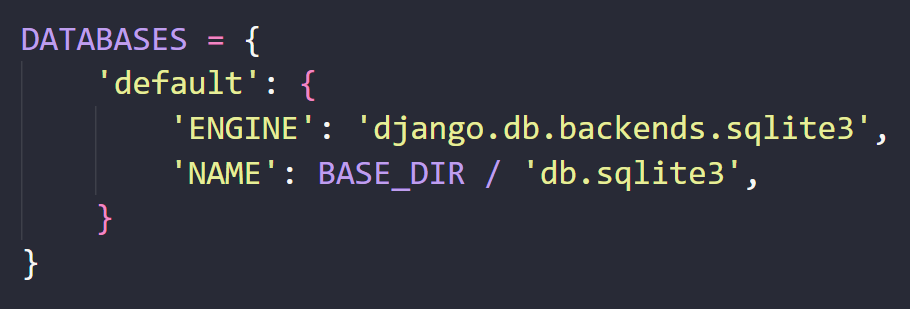 DATABASES = {
    'default': {
        'ENGINE': 'django.db.backends.sqlite3',
        'NAME': BASE_DIR / 'db.sqlite3',
    }
}